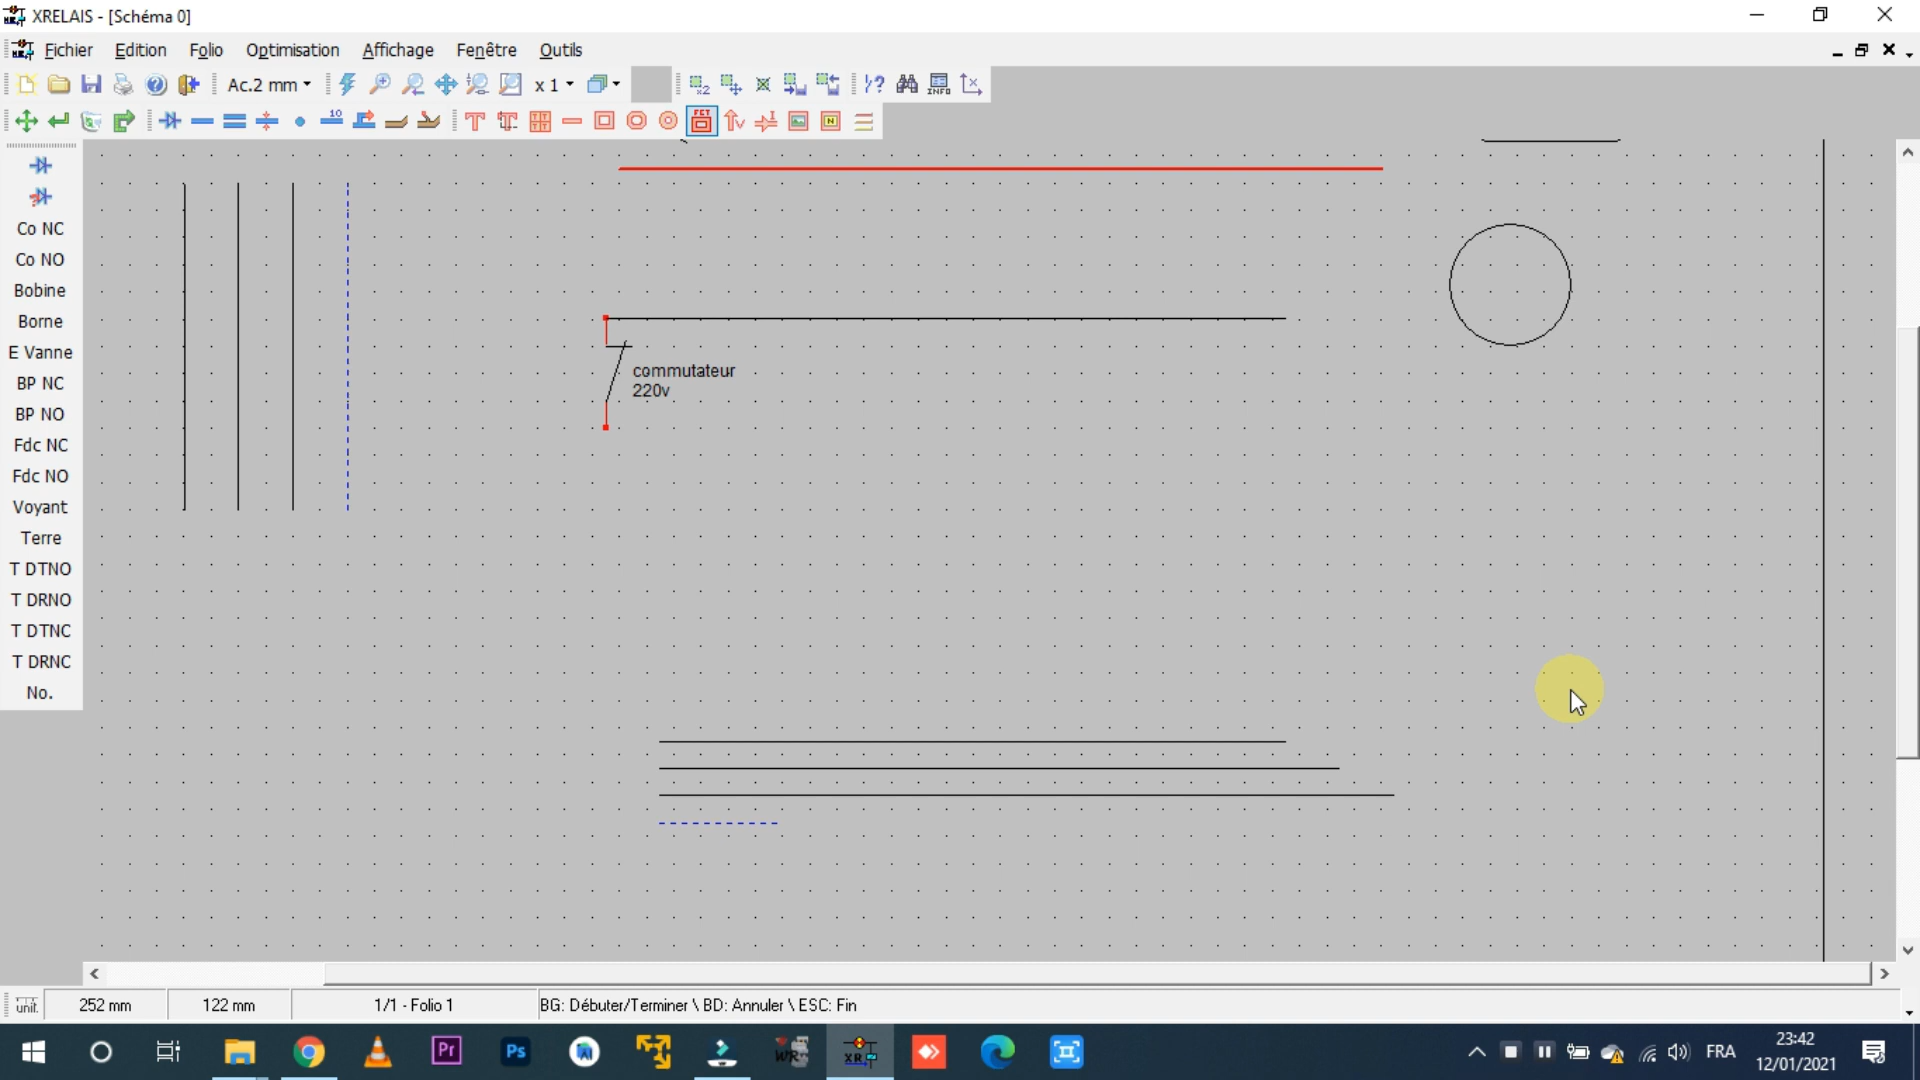 XRELAIS - [Schéma 0]
Fichier Edition Folio Optimisation Affichage Fenêtre Outils
Ac.2 mm x 1
Co NC
Co NO
Bobine
Borne
E Vanne
BP NC
BP NO
Fdc NC
Fdc NO
Voyant
Terre
T DTNO
T DRNO
T DTNC
T DRNC
No.
commutateur
220v
252 mm 122 mm 1/1 - Folio 1 BG: Débuter/Terminer \ BD: Annuler \ ESC: Fin
FRA
23:42
12/01/2021